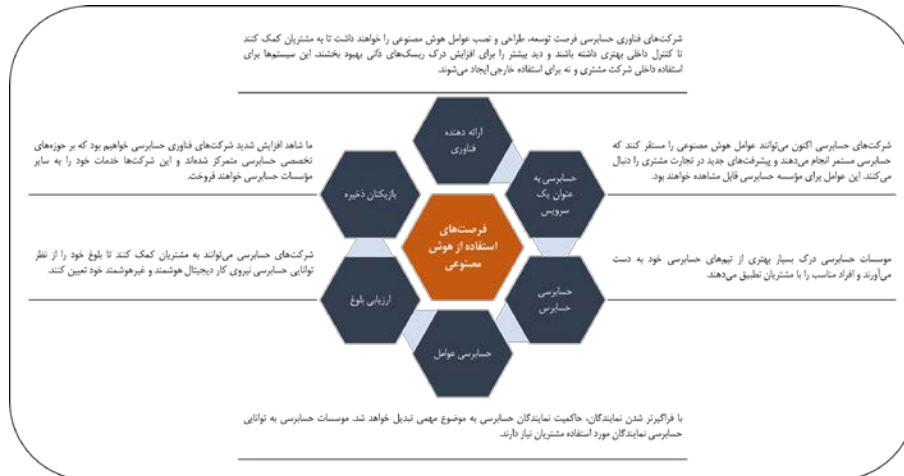 شرکت‌های فناوری حسابرسی فرصت توسعه، طراحی و نصب عوامل هوش مصنوعی را خواهند داشت تا به مشتریان کمک کنند
تا کنترل داخلی بهتری داشته باشند و دید بیشتر را برای افزایش درک ریسک‌های ذاتی بهبود بخشند. این سیستم‌ها برای
استفاده داخلی شرکت مشتری و نه برای استفاده خارجی ایجاد می‌شوند.
ارائه دهنده
فناوری
شرکت‌های حسابرسی اکنون می‌توانند عوامل هوش مصنوعی را مستقر کنند که
حسابرسی مستمر انجام می‌دهند و پیشرفت‌های جدید در تجارت مشتری را دنبال
می‌کنند. این عوامل برای مؤسسه حسابرسی قابل مشاهده خواهند بود.
حسابرسی به
عنوان یک
سرویس
ما شاهد افزایش شدید شرکت‌های فناوری حسابرسی خواهیم بود که بر حوزه‌های
تخصصی حسابرسی متمرکز شده‌اند و این شرکت‌ها خدمات خود را به سایر
مؤسسات حسابرسی خواهند فروخت.
بازیکنان ذخیره
فرصت‌های
استفاده از هوش
مصنوعی
موسسات حسابرسی درک بسیار بهتری از تیم‌های حسابرسی خود به دست
می‌آورند و افراد مناسب را با مشتریان تطبیق می‌دهند.
حسابرسی
حسابرس
شرکت‌های حسابرسی می‌توانند به مشتریان کمک کنند تا بلوغ خود را از نظر
توانایی حسابرسی نیروی کار دیجیتال هوشمند و غیرهوشمند خود تعیین کنند.
ارزیابی بلوغ
حسابرسی عوامل
با فراگیرتر شدن نمایندگان، حاکمیت نمایندگان حسابرسی به موضوع مهمی تبدیل خواهد شد. موسسات حسابرسی به توانایی
حسابرسی نمایندگان مورد استفاده مشتریان نیاز دارند.